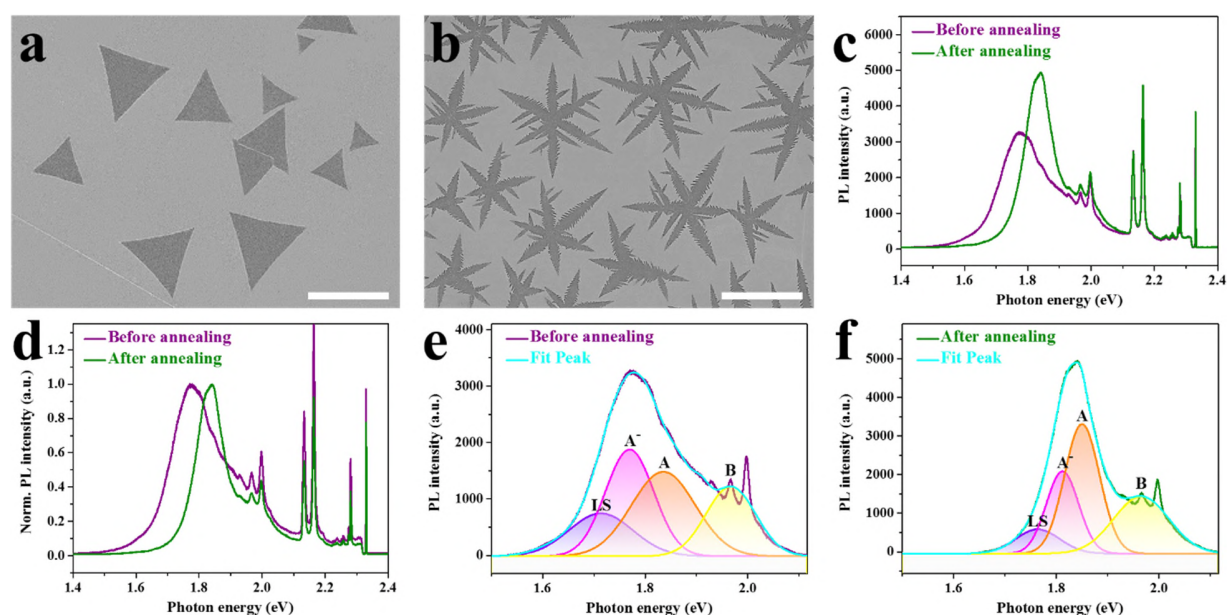 a
b
c
Before annealing
After annealing
PL intensity (a.u.)
6000
5000
4000
3000
2000
1000
0
1.4 1.6 1.8 2.0 2.2 2.4
Photon energy (eV)
d
Before annealing
After annealing
Norm. PL intensity (a.u.)
1.2
1.0
0.8
0.6
0.4
0.2
0.0
1.4 1.6 1.8 2.0 2.2 2.4
Photon energy (eV)
e
Before annealing
Fit Peak
PL intensity (a.u.)
4000
3000
2000
1000
0
LS
A-
A
B
1.6 1.8 2.0
Photon energy (eV)
f
After annealing
Fit Peak
PL intensity (a.u.)
5000
4000
3000
2000
1000
0
LS
A-
A
B
1.6 1.8 2.0
Photon energy (eV)